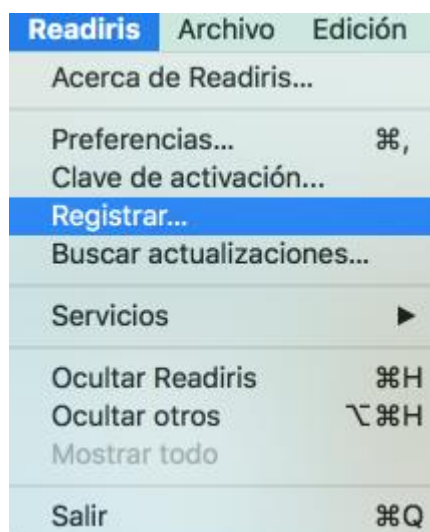 Readiris Archivo Edición
Acerca de Readiris...
Preferencias... ⌘,
Clave de activación...
Registrar...
Buscar actualizaciones...
Servicios ▶
Ocultar Readiris ⌘H
Ocultar otros ⌥⌘H
Mostrar todo
Salir ⌘Q